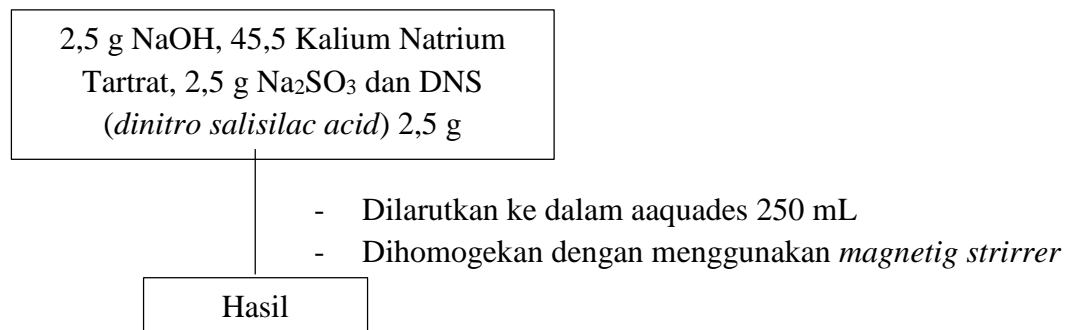 2,5 g NaOH, 45,5 Kalium Natrium
Tartrat, 2,5 g Na₂SO₃ dan DNS
(dinitro salisilac acid) 2,5 g
- Dilarutkan ke dalam aaquades 250 mL
- Dihomogekan dengan menggunakan magnetig strirrer
Hasil